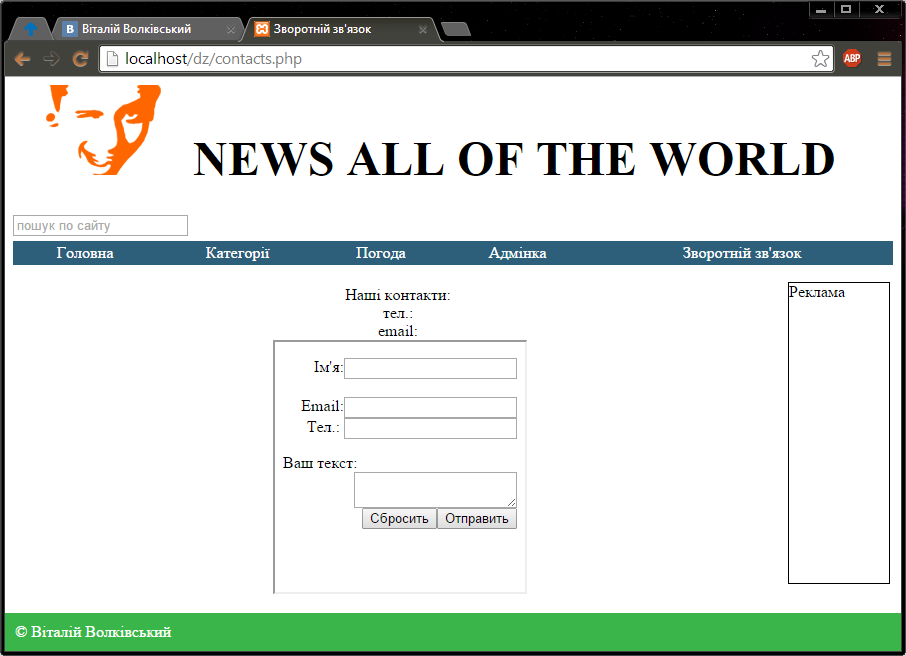 Віталій Волківський
Зворотній зв'язок
localhost/dz/contacts.php
ABP
NEWS ALL OF THE WORLD
пошук по сайту
Головна Категорії Погода Адмінка Зворотній зв'язок
Наші контакти:
тел.:
email:
Реклама
Ім'я:
Email:
Тел.:
Ваш текст:
Сбросить Отправить
© Віталій Волківський